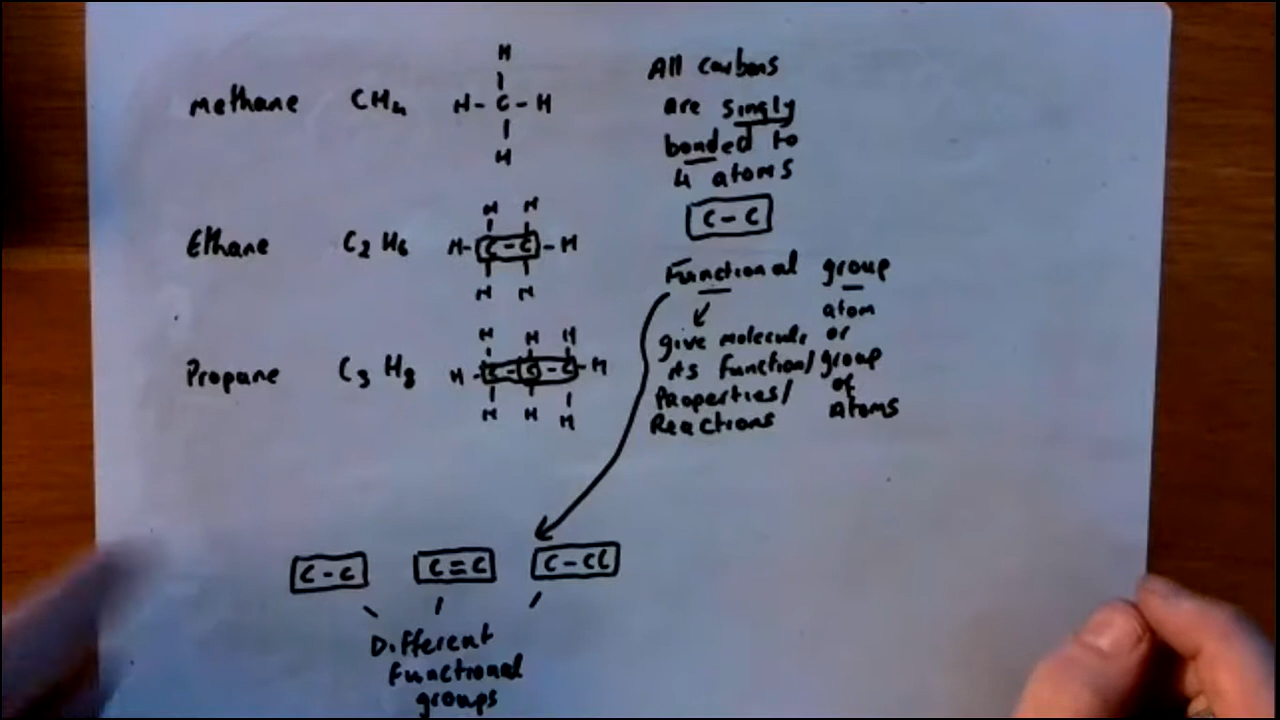 methane CH4
H
H-C-H
H
Ethane C2 H6
H H
H-C-C-H
H H
Propane C3 H8
H H H
H-C-C-C-H
H H H
All carbons
are singly
bonded to
4 atoms
C-C
Functional group
give molecule
its function/
Properties/
Reactions
atom
or
group
of
atoms
C-C C=C C-Cl
Different
functional
groups